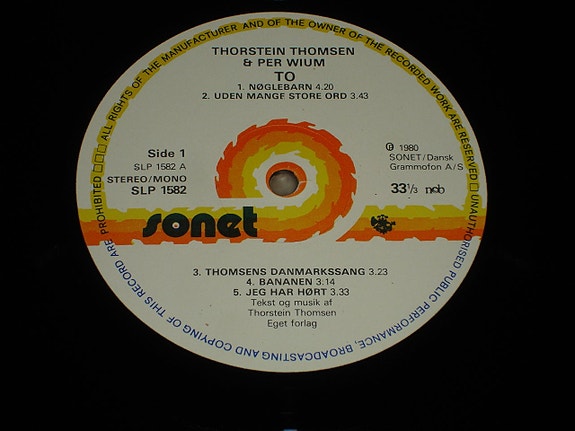 PROHIBITED □□□ ALL RIGHTS OF THE MANUFACTURER AND OF THE OWNER OF THE RECORDED WORK ARE RESERVED □ UNAUTHORISED PUBLIC PERFORMANCE, BROADCASTING AND COPYING OF THIS RECORD ARE
THORSTEIN THOMSEN
& PER WIUM
TO
1. NØGLEBARN 4.20
2. UDEN MANGE STORE ORD 3.43
Side 1
SLP 1582 A
STEREO/MONO
SLP 1582
℗ 1980
SONET/Dansk
Grammofon A/S
33 1/3 ncb
sonet
3. THOMSENS DANMARKSSANG 3.23
4. BANANEN 3:14
5. JEG HAR HØRT 3.33
Tekst og musik af
Thorstein Thomsen
Eget forlag